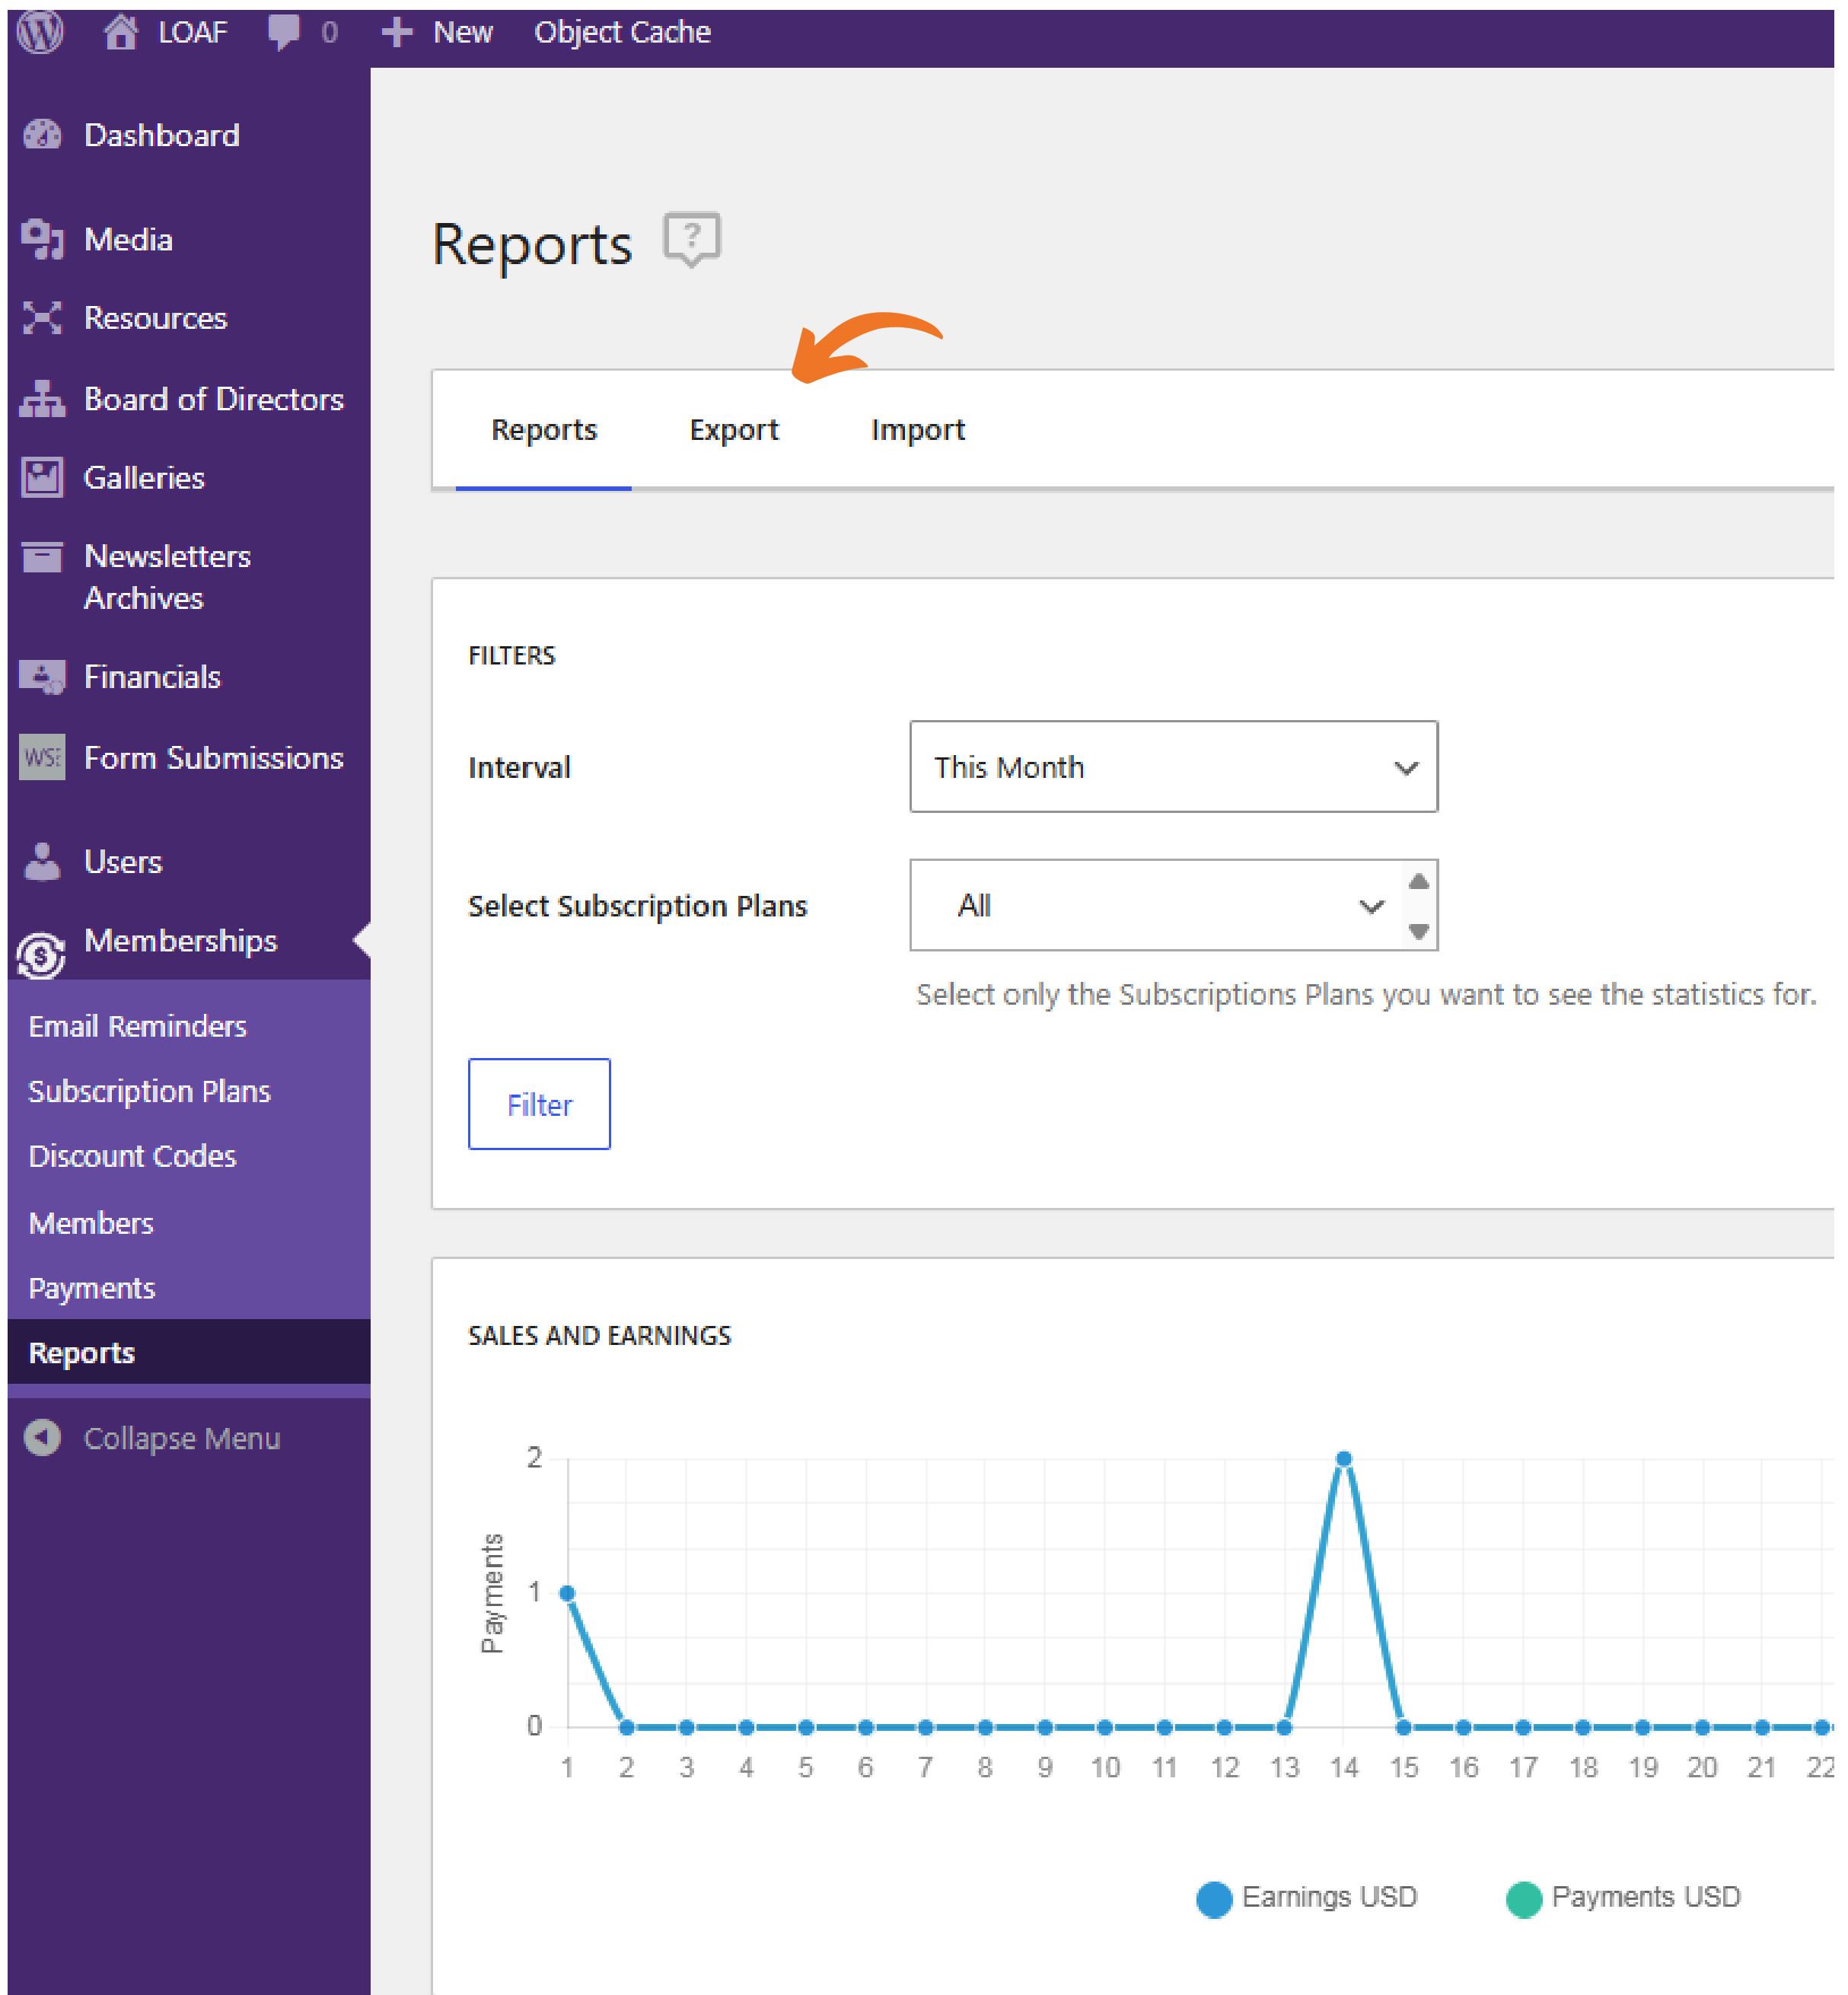 LOAF 0 New Object Cache
Dashboard
Media
Resources
Board of Directors
Galleries
Newsletters
Archives
Financials
WSF Form Submissions
Users
Memberships
Email Reminders
Subscription Plans
Discount Codes
Members
Payments
Reports
Collapse Menu
Reports ?
Reports Export Import
FILTERS
Interval This Month
Select Subscription Plans All
Select only the Subscriptions Plans you want to see the statistics for.
Filter
SALES AND EARNINGS
Payments
2
1
0
1 2 3 4 5 6 7 8 9 10 11 12 13 14 15 16 17 18 19 20 21 22
Earnings USD Payments USD